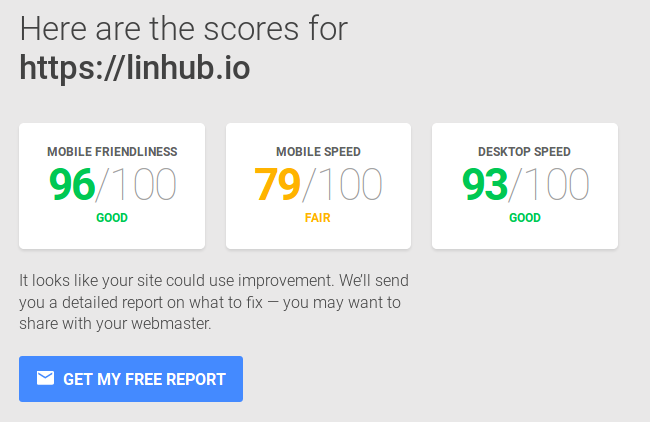 Here are the scores for
https://linhub.io
MOBILE FRIENDLINESS
96/100
GOOD
MOBILE SPEED
79/100
FAIR
DESKTOP SPEED
93/100
GOOD
It looks like your site could use improvement. We’ll send
you a detailed report on what to fix — you may want to
share with your webmaster.
GET MY FREE REPORT